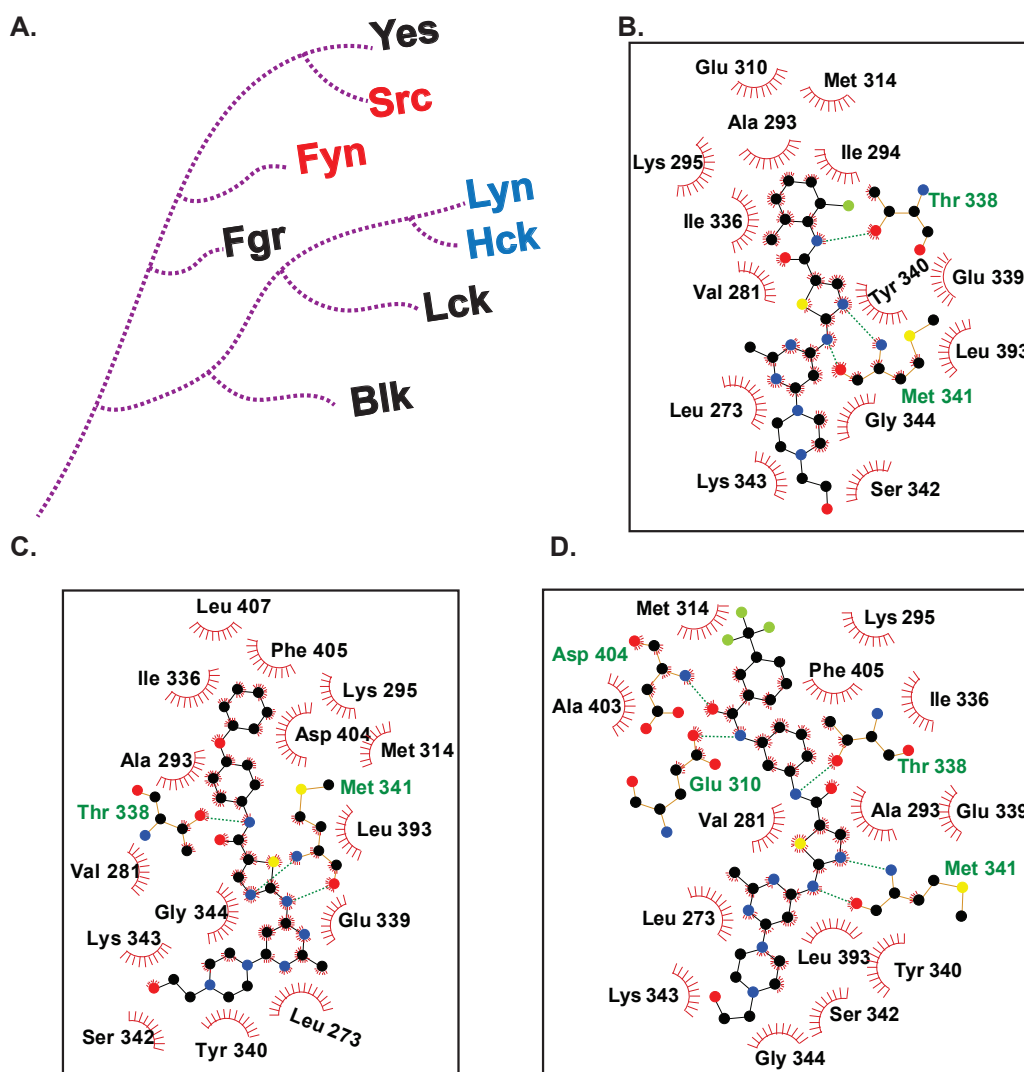 A.
Yes
Src
Fyn
Lyn
Fgr
Hck
Lck
Blk
B.
Glu 310
Met 314
Ala 293
Lys 295
Ile 294
Thr 338
Ile 336
Tyr 340
Glu 339
Val 281
Leu 393
Met 341
Leu 273
Gly 344
Lys 343
Ser 342
C.
Leu 407
Phe 405
Ile 336
Lys 295
Asp 404
Met 314
Ala 293
Met 341
Thr 338
Leu 393
Val 281
Gly 344
Glu 339
Lys 343
Ser 342
Tyr 340
Leu 273
D.
Met 314
Lys 295
Asp 404
Phe 405
Ala 403
Ile 336
Thr 338
Glu 310
Val 281
Ala 293
Glu 339
Met 341
Leu 273
Leu 393
Tyr 340
Lys 343
Ser 342
Gly 344